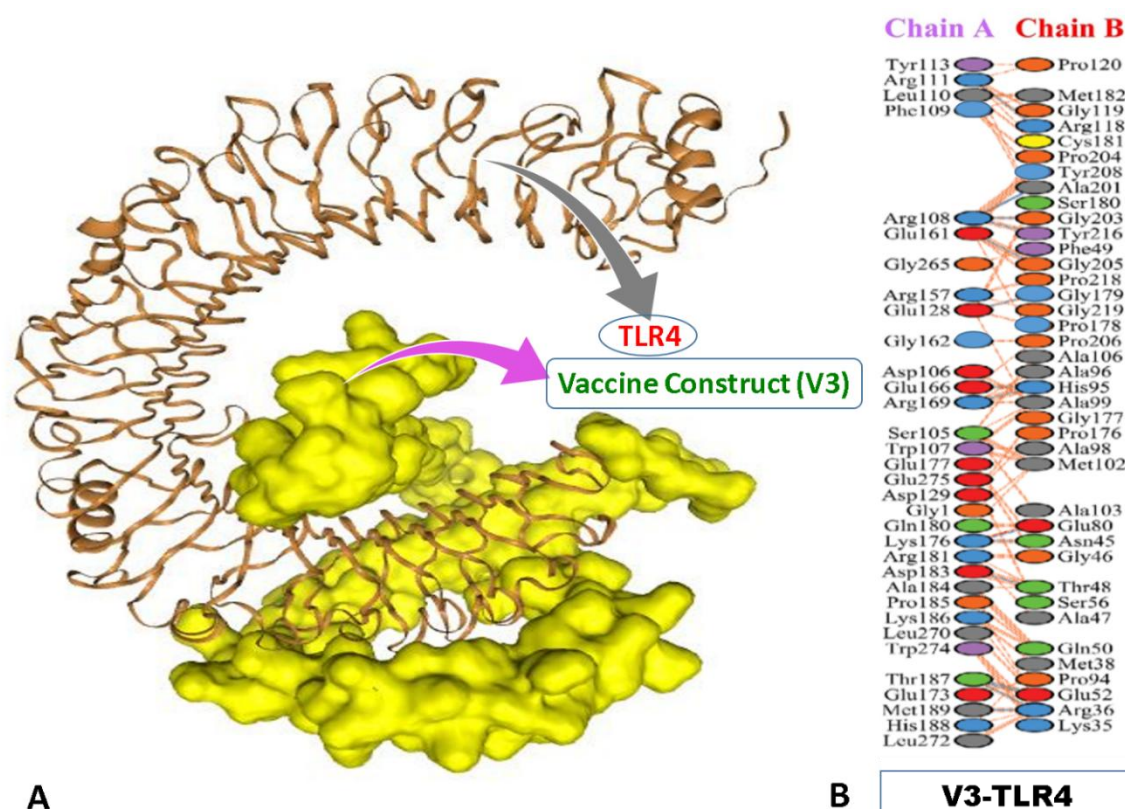 Chain A Chain B
Tyr113 Pro120
Arg111
Leu110 Met182
Phe109 Gly119
Arg118
Cys181
Pro204
Tyr208
Ala201
Ser180
Arg108 Gly203
Glu161 Tyr216
Phe49
Gly265 Gly205
Pro218
Arg157 Gly179
Glu128 Gly219
Pro178
Gly162 Pro206
Ala106
Asp106 Ala96
Glu166 His95
Arg169 Ala99
Gly177
Ser105 Pro176
Trp107 Ala98
Glu177 Met102
Glu275
Asp129
Gly1 Ala103
Gln180 Glu80
Lys176 Asn45
Arg181 Gly46
Asp183
Ala184 Thr48
Pro185 Ser56
Lys186 Ala47
Leu270
Trp274 Gln50
Met38
Thr187 Pro94
Glu173 Glu52
Met189 Arg36
His188 Lys35
Leu272
TLR4
Vaccine Construct (V3)
A
B
V3-TLR4